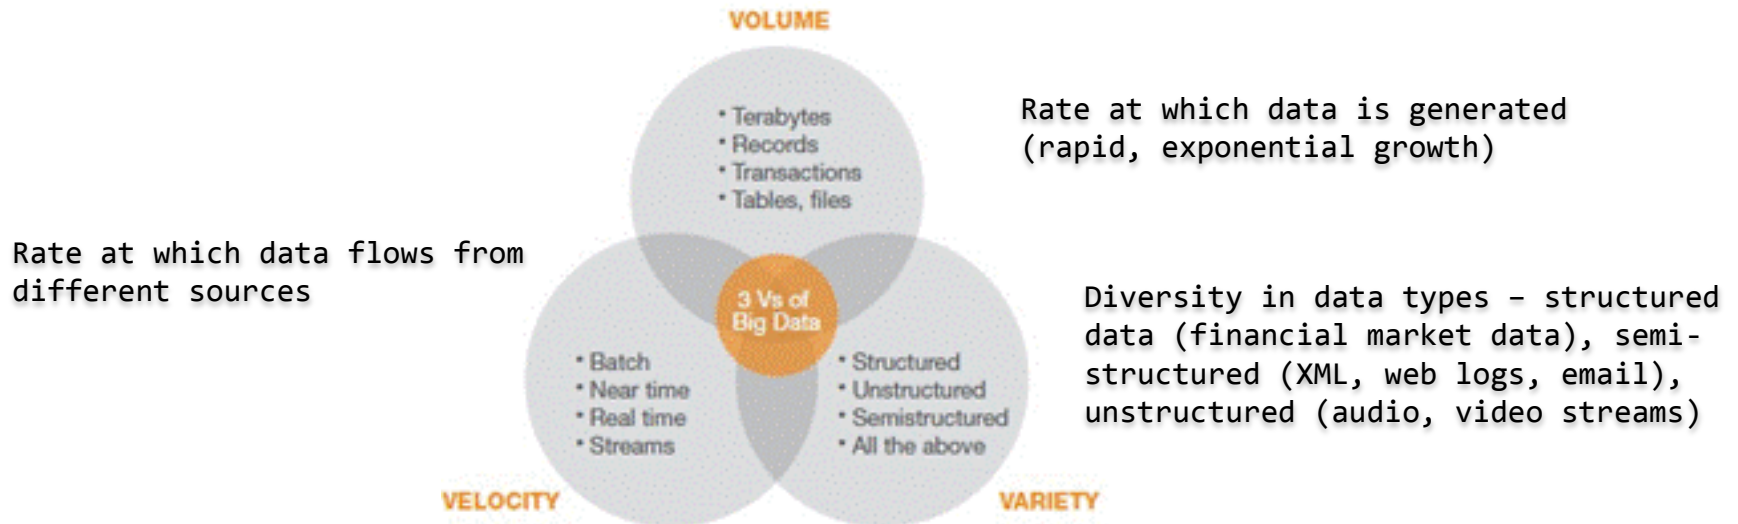 VOLUME
• Terabytes
• Records
• Transactions
• Tables, files
Rate at which data is generated
(rapid, exponential growth)
Rate at which data flows from
different sources
3 Vs of
Big Data
• Batch
• Near time
• Real time
• Streams
• Structured
• Unstructured
• Semistructured
• All the above
Diversity in data types – structured
data (financial market data), semi-
structured (XML, web logs, email),
unstructured (audio, video streams)
VELOCITY
VARIETY